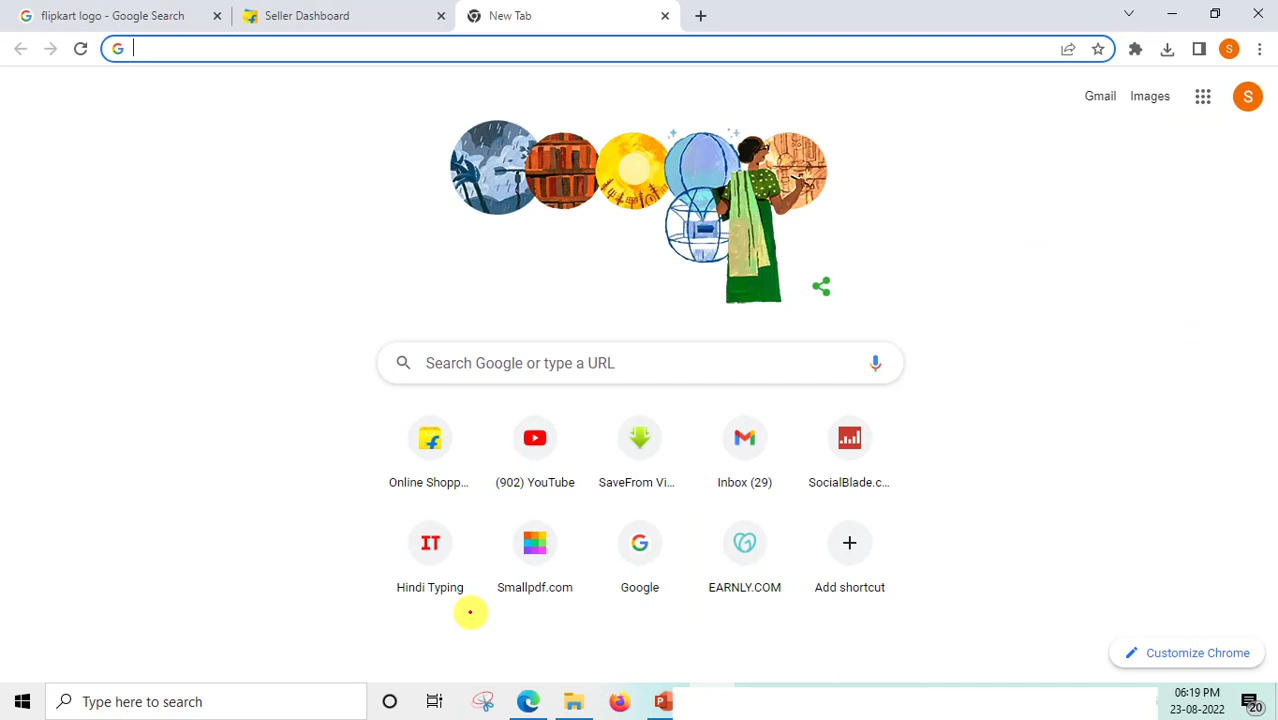 flipkart logo - Google Search
Seller Dashboard
New Tab
S
Gmail
Images
S
Search Google or type a URL
Online Shopp...
(902) YouTube
SaveFrom Vi...
Inbox (29)
SocialBlade.c...
IT
Hindi Typing
Smallpdf.com
Google
EARNLY.COM
Add shortcut
Customize Chrome
Type here to search
06:19 PM
23-08-2022
20